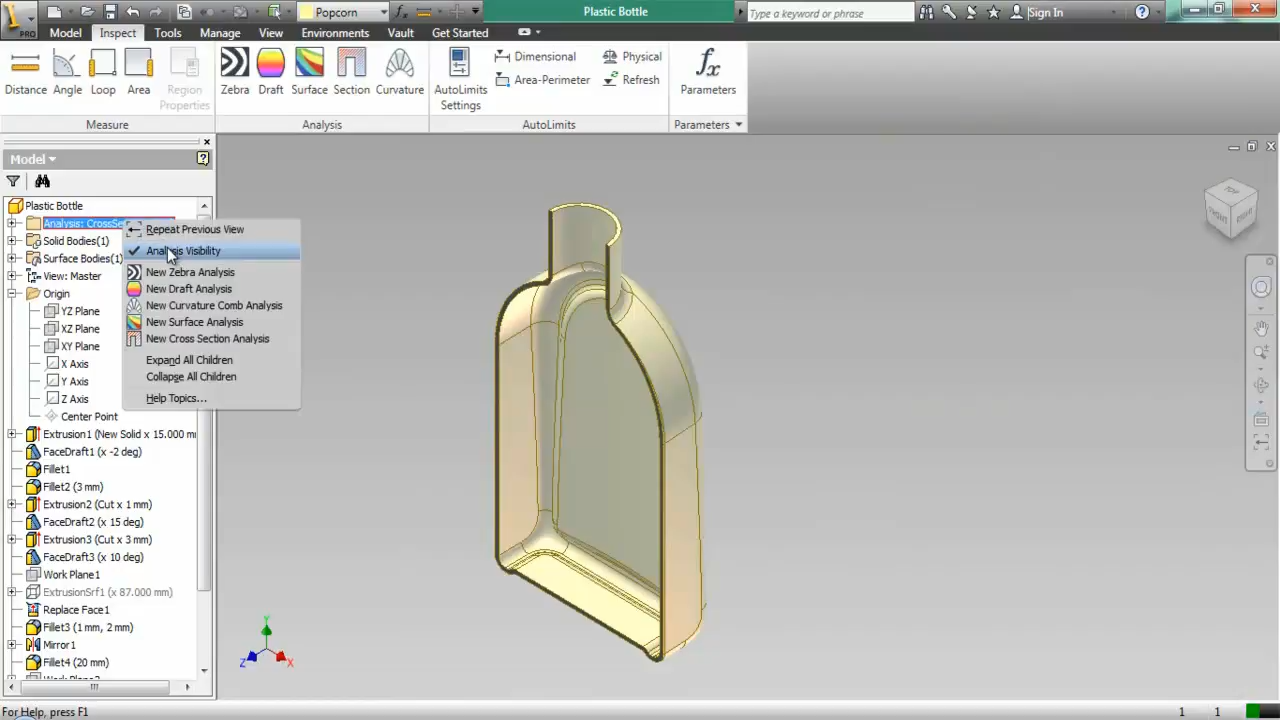 Popcorn
Plastic Bottle
Type a keyword or phrase
Sign In
PRO
Model
Inspect
Tools
Manage
View
Environments
Vault
Get Started
Distance
Angle
Loop
Area
Region
Properties
Zebra
Draft
Surface
Section
Curvature
AutoLimits
Settings
Dimensional
Area-Perimeter
Physical
Refresh
fx
Parameters
Measure
Analysis
AutoLimits
Parameters
Model
Plastic Bottle
Analysis: CrossSe
Solid Bodies(1)
Surface Bodies(1)
View: Master
Origin
YZ Plane
XZ Plane
XY Plane
X Axis
Y Axis
Z Axis
Center Point
Extrusion1 (New Solid x 15.000 m
FaceDraft1 (x -2 deg)
Fillet1
Fillet2 (3 mm)
Extrusion2 (Cut x 1 mm)
FaceDraft2 (x 15 deg)
Extrusion3 (Cut x 3 mm)
FaceDraft3 (x 10 deg)
Work Plane1
ExtrusionSrf1 (x 87.000 mm)
Replace Face1
Fillet3 (1 mm, 2 mm)
Mirror1
Fillet4 (20 mm)
Work Plane2
Repeat Previous View
Analysis Visibility
New Zebra Analysis
New Draft Analysis
New Curvature Comb Analysis
New Surface Analysis
New Cross Section Analysis
Expand All Children
Collapse All Children
Help Topics...
TOP
FRONT
RIGHT
Y
Z
X
For Help, press F1
1
1